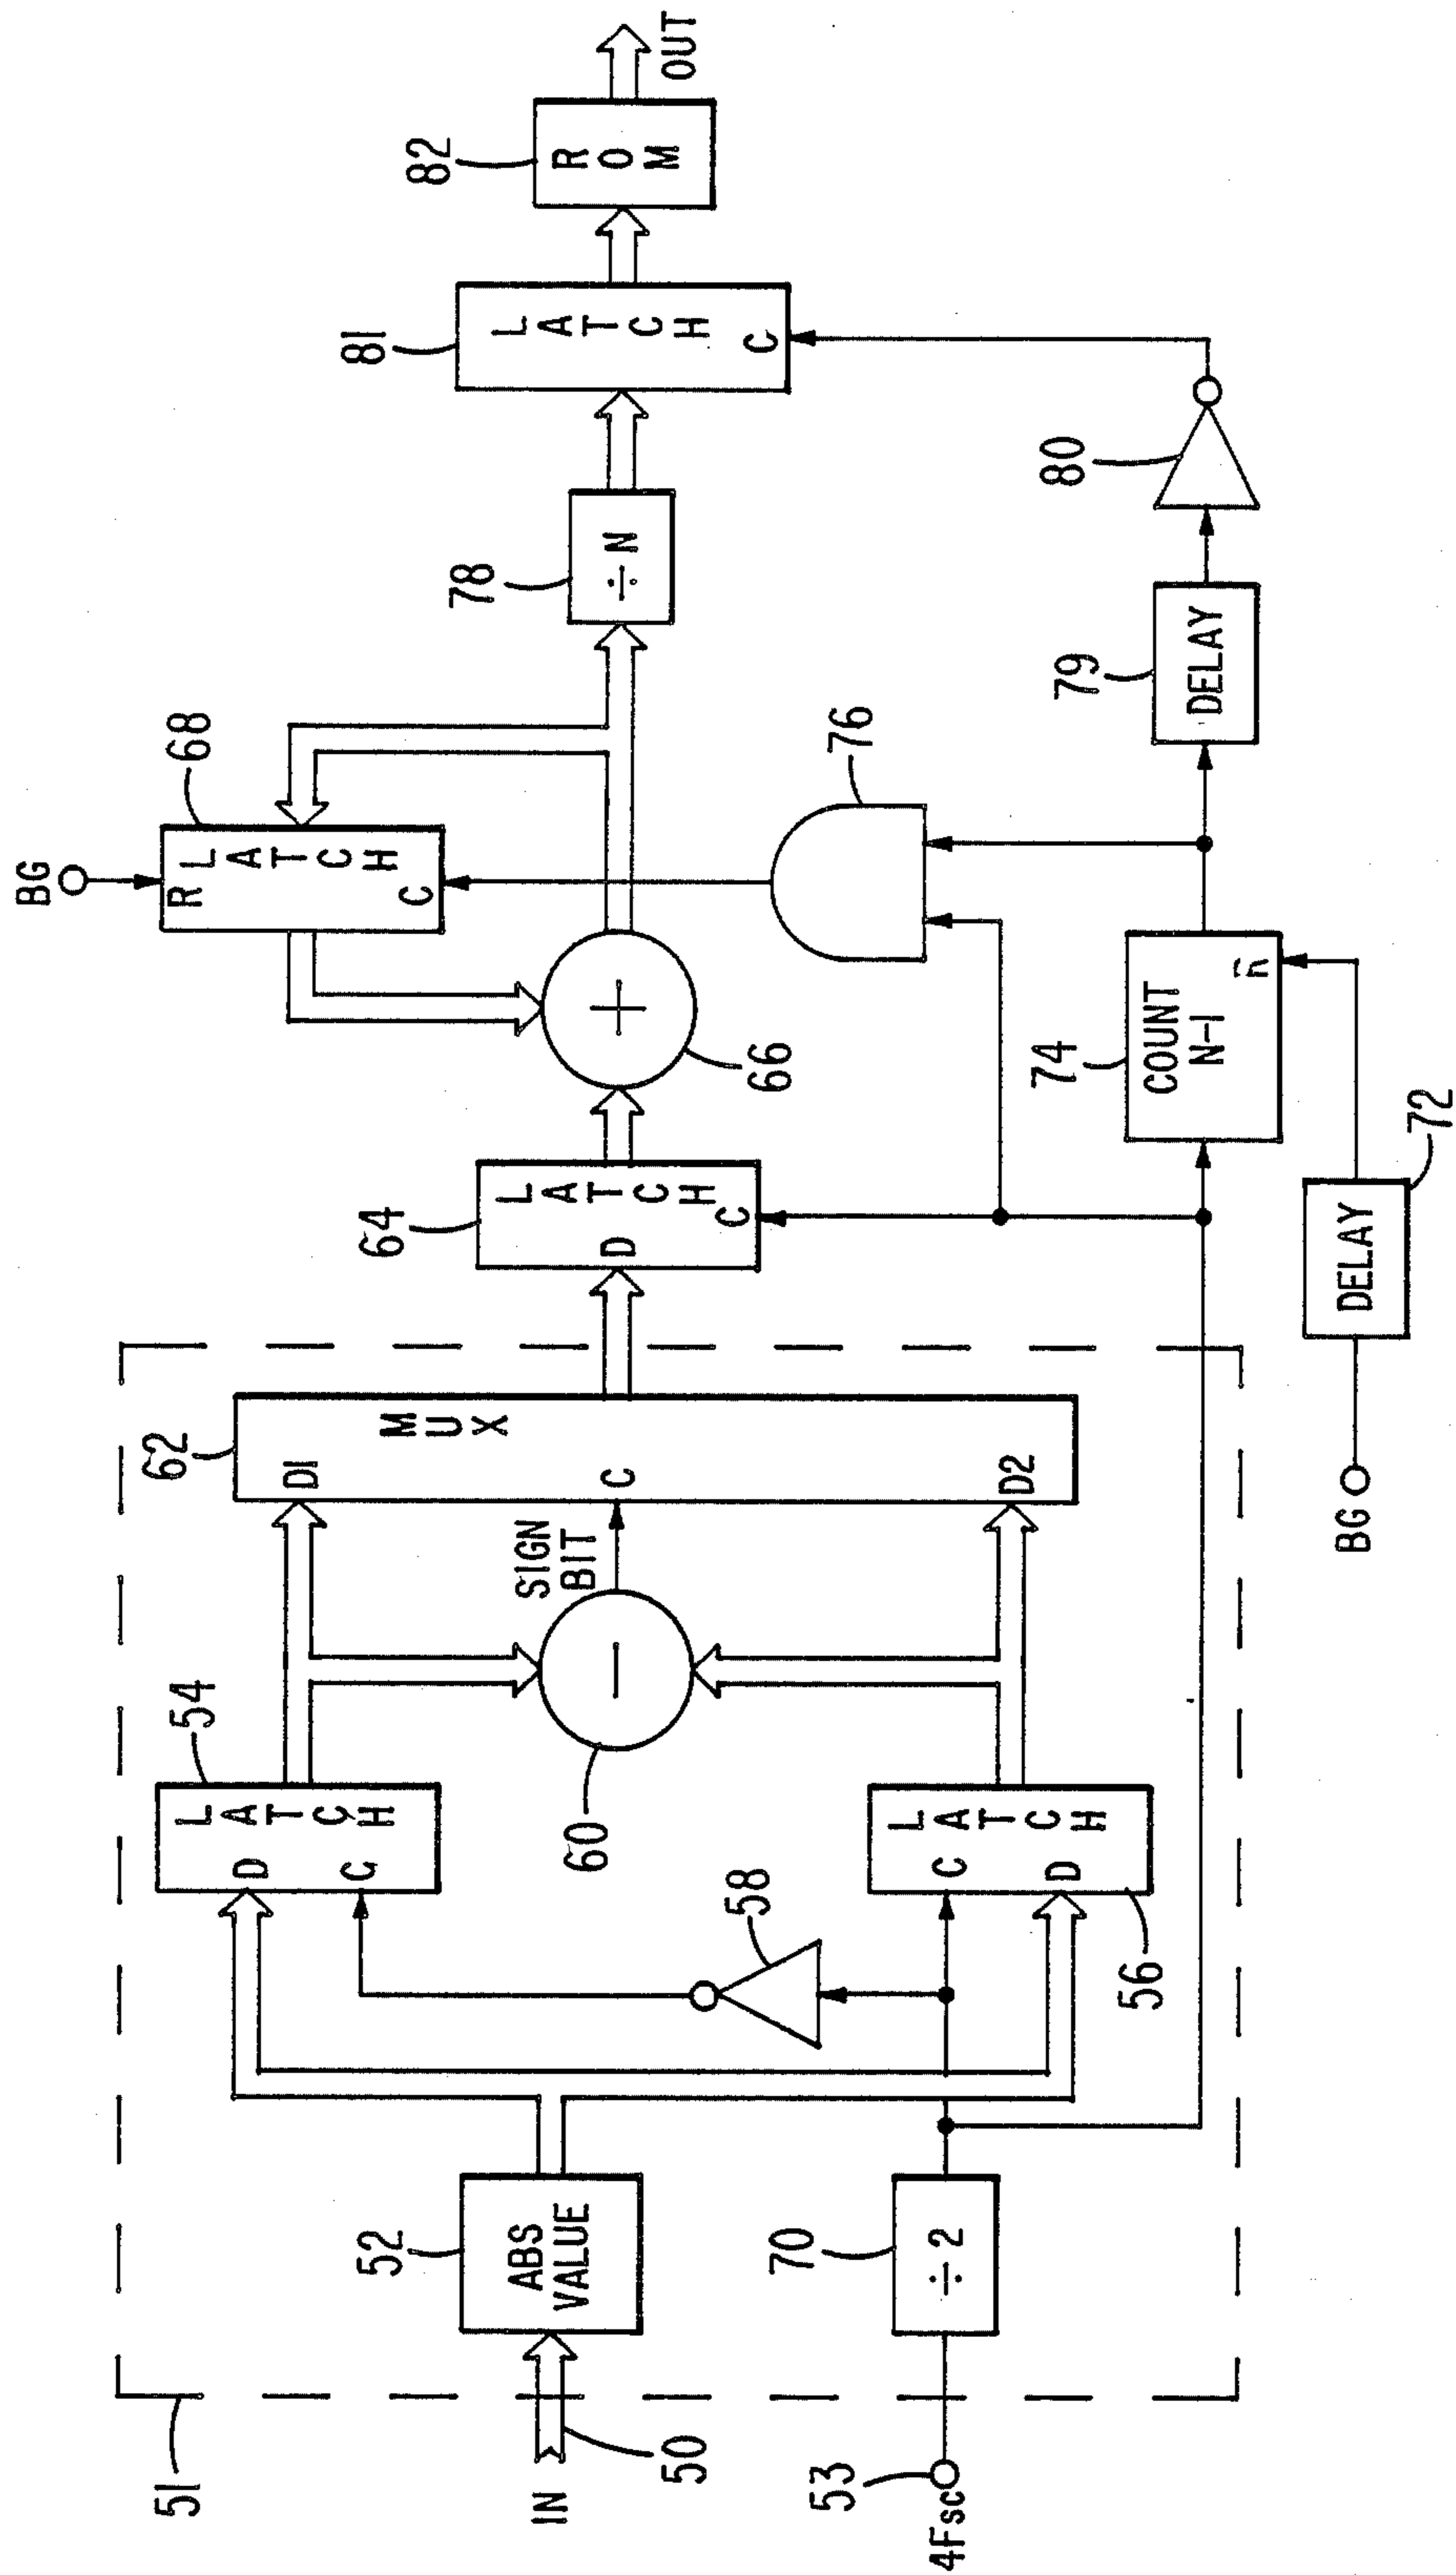 BG
68
R LATCH
C
82
ROM
OUT
81
LATCH
C
78
÷ N
66
+
64
LATCH
D
C
76
80
79
DELAY
74
COUNT
N-1
72
DELAY
BG
62
MUX
D1
C
D2
SIGN
BIT
54
LATCH
D
C
60
−
58
LATCH
C
D
56
52
ABS
VALUE
70
÷ 2
51
IN
50
53
4Fsc